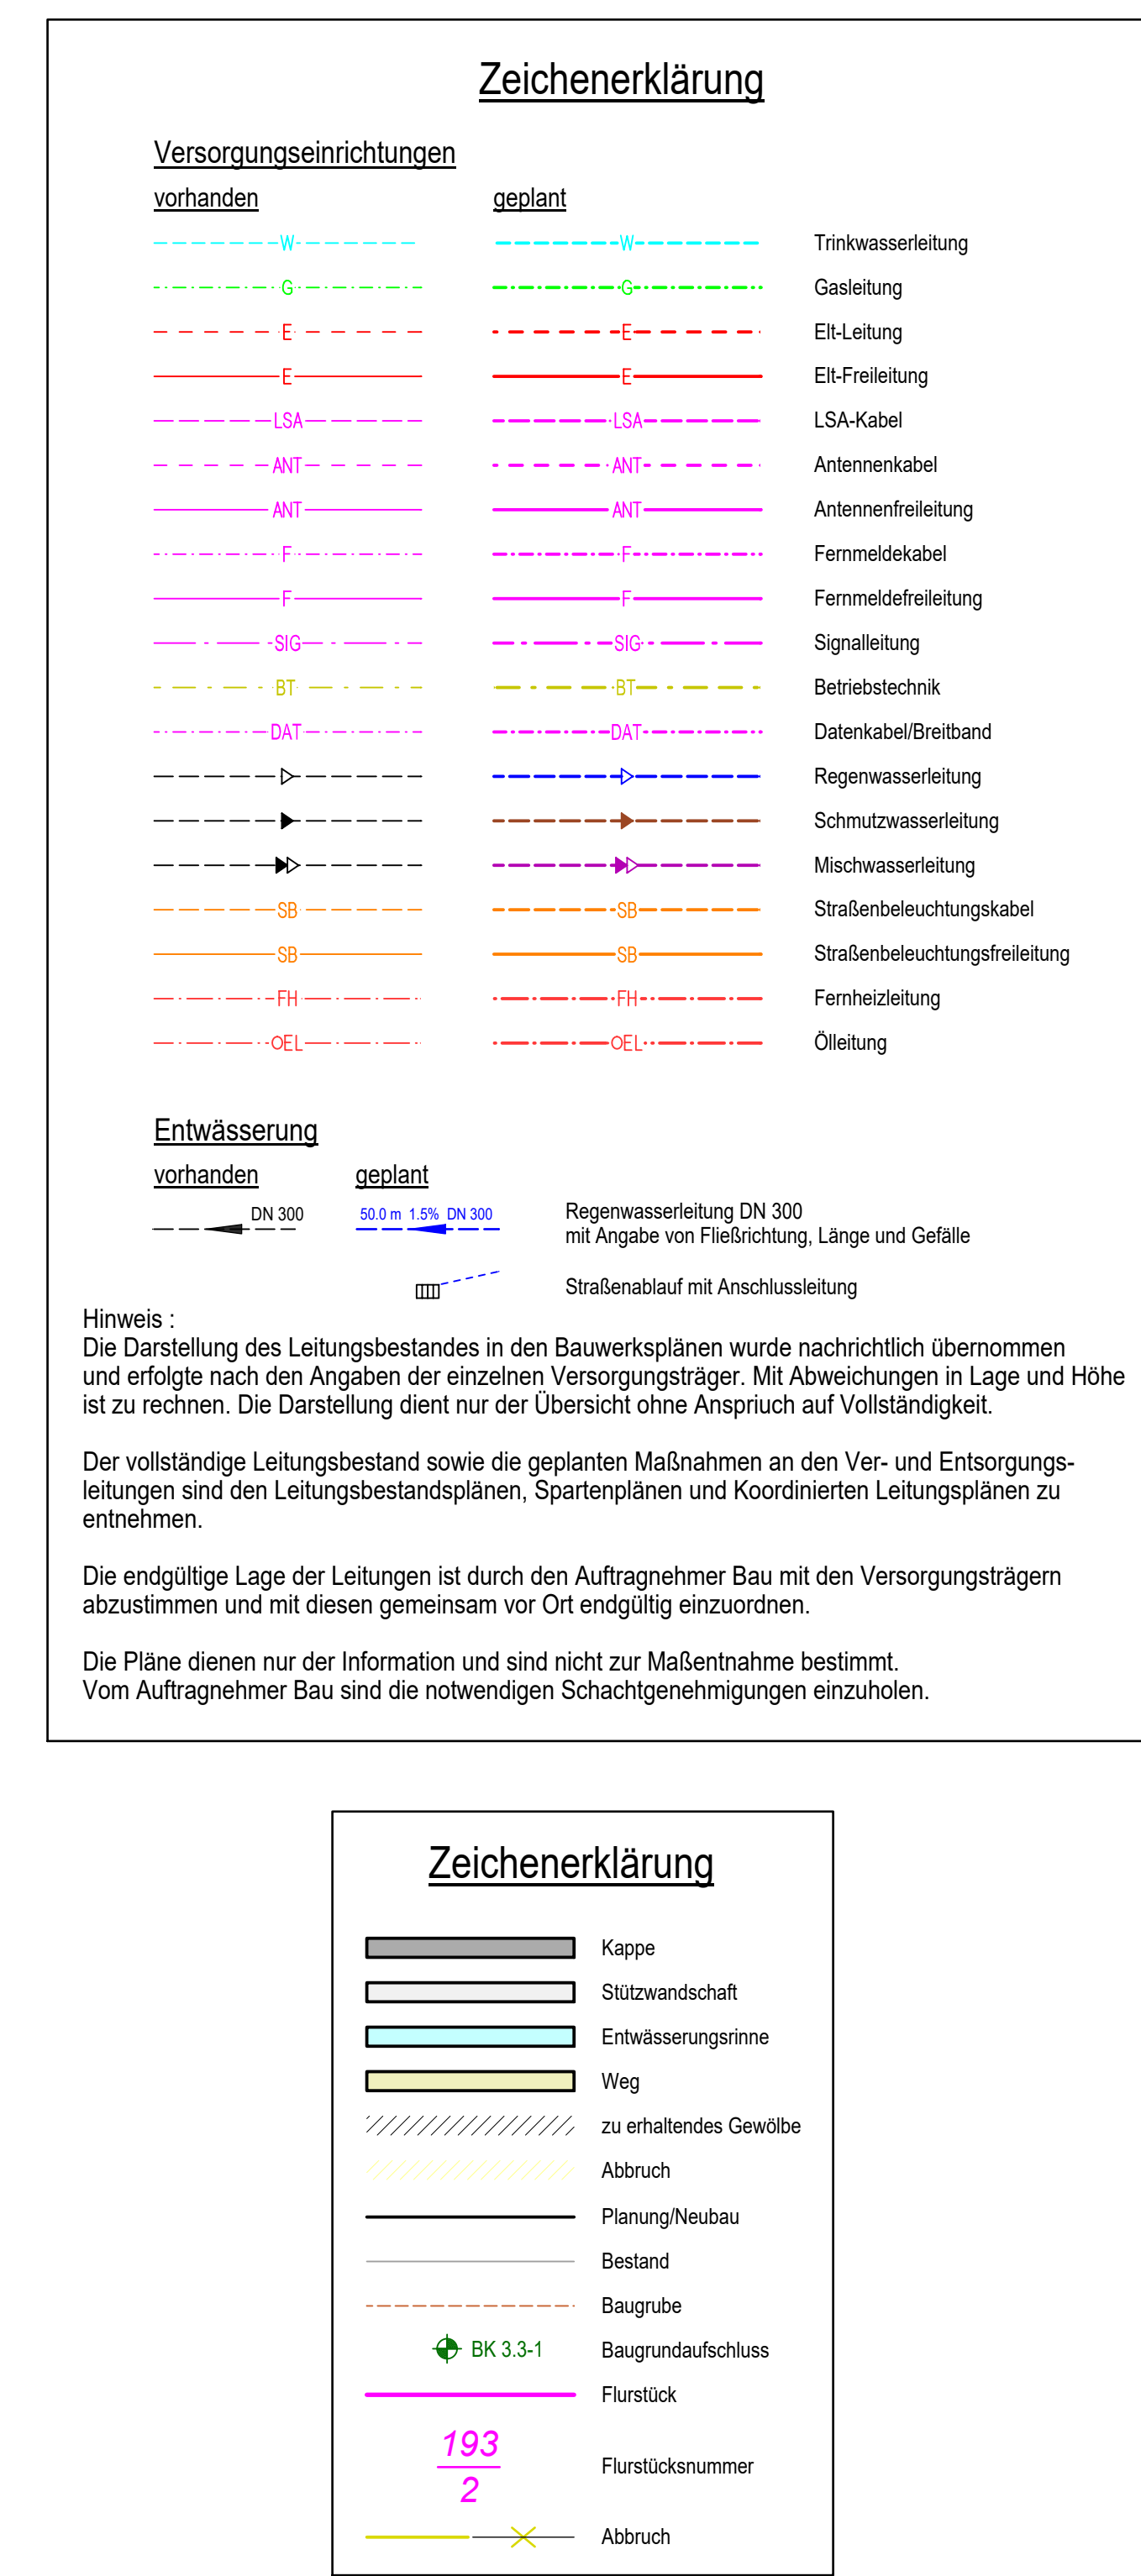 Zeichenerklärung
Versorgungseinrichtungen
vorhanden geplant
W W Trinkwasserleitung
G G Gasleitung
E E Elt-Leitung
E E Elt-Freileitung
LSA LSA LSA-Kabel
ANT ANT Antennenkabel
ANT ANT Antennenfreileitung
F F Fernmeldekabel
F F Fernmeldefreileitung
SIG SIG Signalleitung
BT BT Betriebstechnik
DAT DAT Datenkabel/Breitband
Regenwasserleitung
Schmutzwasserleitung
Mischwasserleitung
SB SB Straßenbeleuchtungskabel
SB SB Straßenbeleuchtungsfreileitung
FH FH Fernheizleitung
OEL OEL Ölleitung
Entwässerung
vorhanden geplant
DN 300 50.0 m 1.5% DN 300 Regenwasserleitung DN 300
mit Angabe von Fließrichtung, Länge und Gefälle
Straßenablauf mit Anschlussleitung
Hinweis :
Die Darstellung des Leitungsbestandes in den Bauwerksplänen wurde nachrichtlich übernommen
und erfolgte nach den Angaben der einzelnen Versorgungsträger. Mit Abweichungen in Lage und Höhe
ist zu rechnen. Die Darstellung dient nur der Übersicht ohne Anspriuch auf Vollständigkeit.
Der vollständige Leitungsbestand sowie die geplanten Maßnahmen an den Ver- und Entsorgungs-
leitungen sind den Leitungsbestandsplänen, Spartenplänen und Koordinierten Leitungsplänen zu
entnehmen.
Die endgültige Lage der Leitungen ist durch den Auftragnehmer Bau mit den Versorgungsträgern
abzustimmen und mit diesen gemeinsam vor Ort endgültig einzuordnen.
Die Pläne dienen nur der Information und sind nicht zur Maßentnahme bestimmt.
Vom Auftragnehmer Bau sind die notwendigen Schachtgenehmigungen einzuholen.
Zeichenerklärung
Kappe
Stützwandschaft
Entwässerungsrinne
Weg
zu erhaltendes Gewölbe
Abbruch
Planung/Neubau
Bestand
Baugrube
BK 3.3-1 Baugrundaufschluss
Flurstück
193
2
Flurstücksnummer
Abbruch